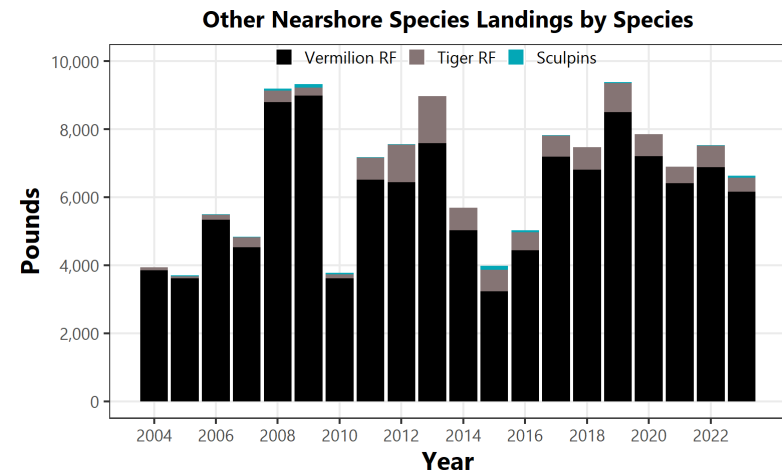 Other Nearshore Species Landings by Species
Vermilion RF Tiger RF Sculpins
10,000
8,000
6,000
4,000
2,000
0
Pounds
2004 2006 2008 2010 2012 2014 2016 2018 2020 2022
Year